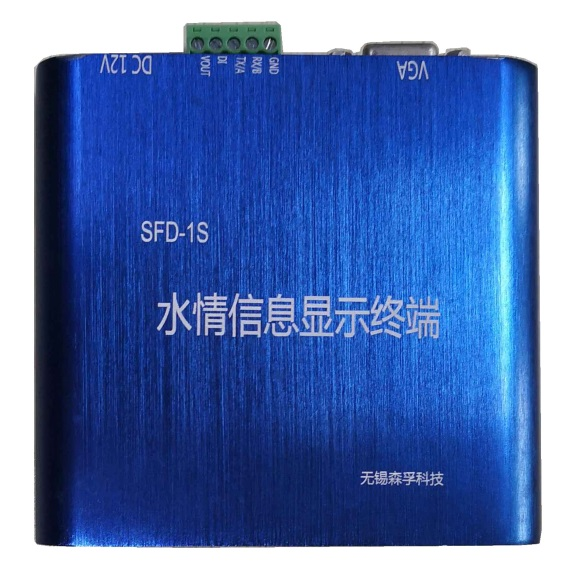 DC 12V
VOUT
DI
TX/A
RX/B
GND
VGA
SFD-1S
水情信息显示终端
无锡森孚科技